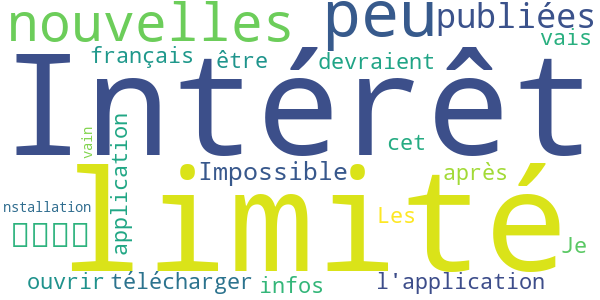 nouvelles
peu
publiées
vais
français
être
devraient
Intérêt
vain
application
cet
Impossible
après
limité
nstallation
Les
Je
ouvrir
télécharger
infos
l'application